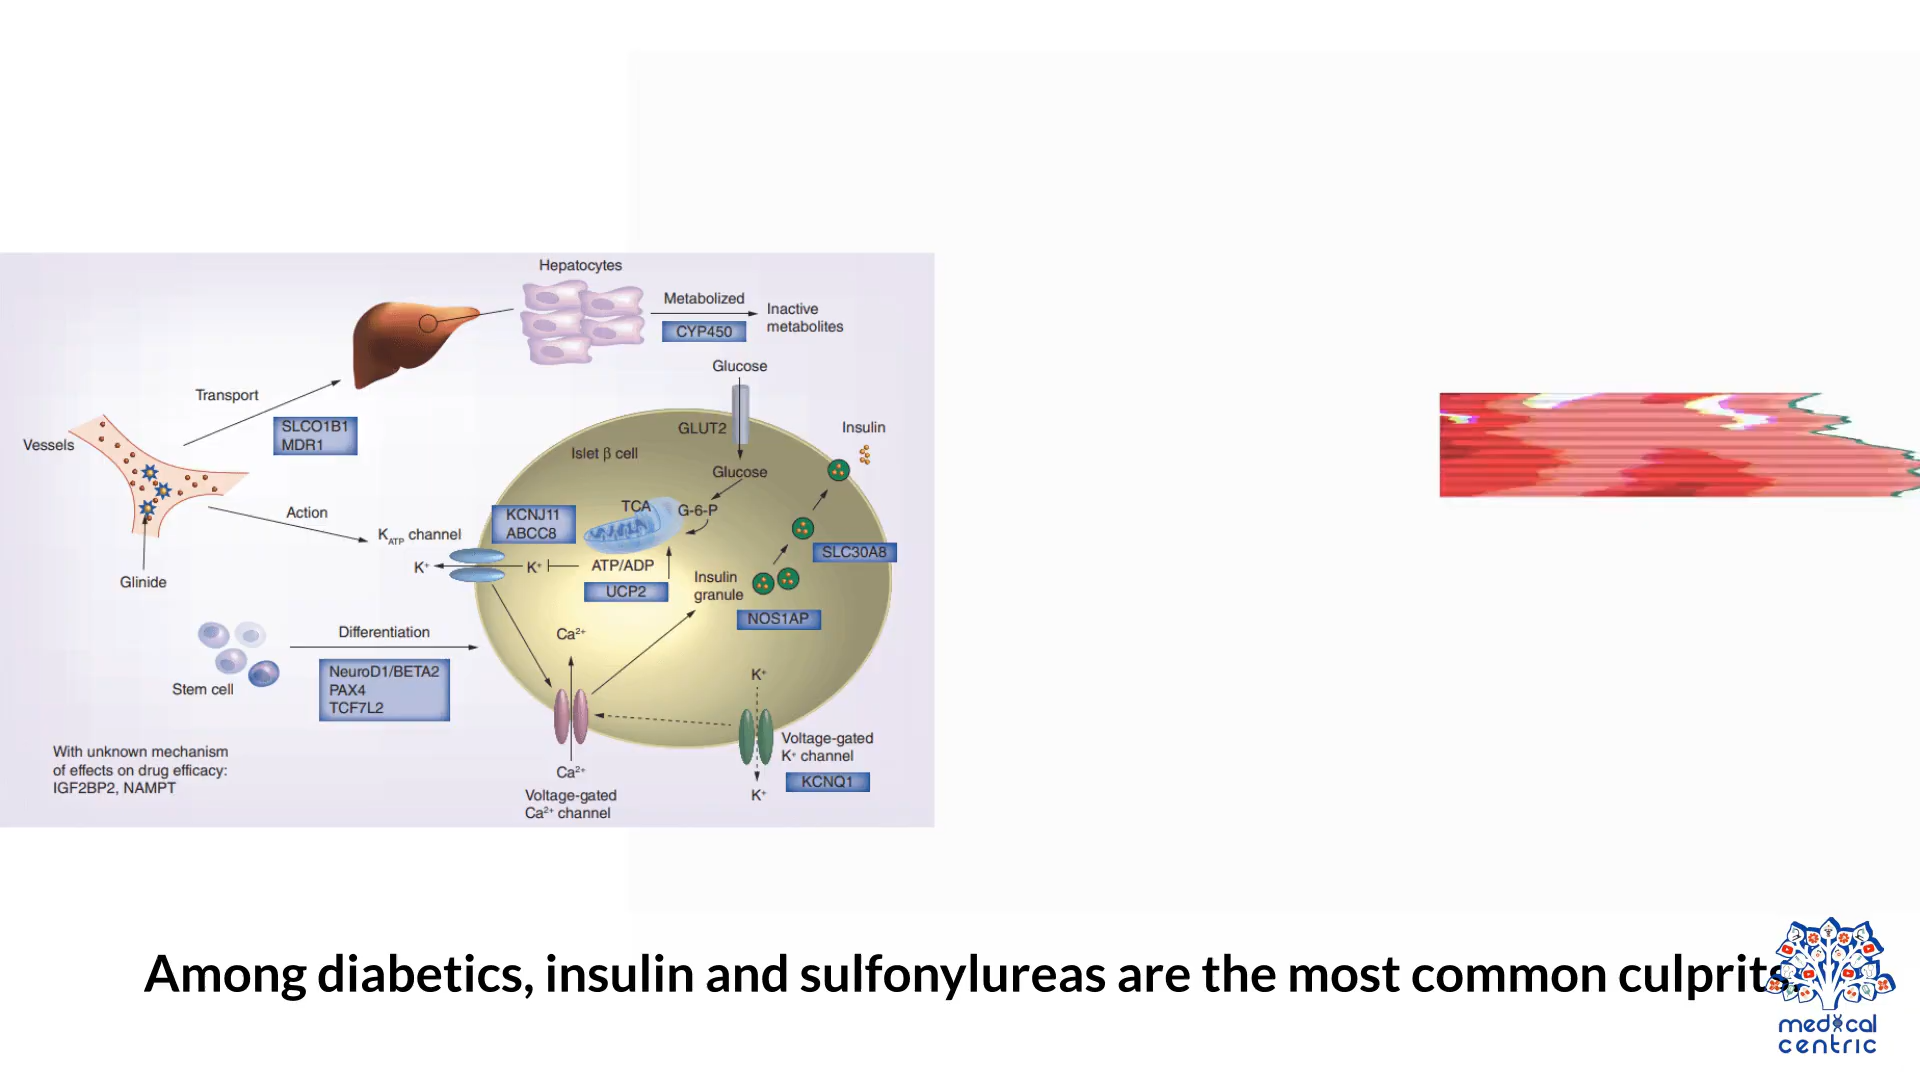 Hepatocytes
Metabolized
CYP450
Inactive
metabolites
Glucose
Transport
SLCO1B1
MDR1
Vessels
GLUT2
Insulin
Islet β cell
Glucose
TCA
G-6-P
Action
KATP channel
KCNJ11
ABCC8
K+
K+
ATP/ADP
UCP2
SLC30A8
Insulin
granule
NOS1AP
Glinide
Differentiation
NeuroD1/BETA2
PAX4
TCF7L2
Stem cell
Ca2+
K+
With unknown mechanism
of effects on drug efficacy:
IGF2BP2, NAMPT
Ca2+
Voltage-gated
Ca2+ channel
Voltage-gated
K+ channel
KCNQ1
K+
Among diabetics, insulin and sulfonylureas are the most common culprits.
medical
centric